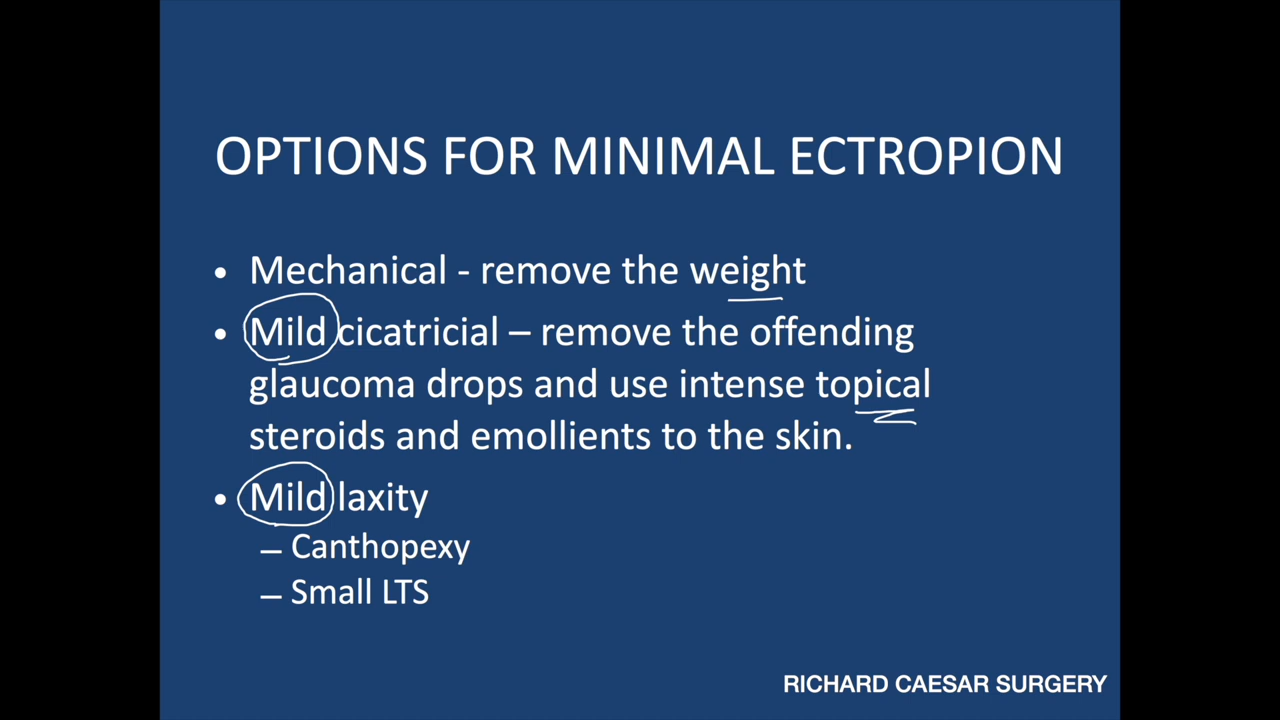 OPTIONS FOR MINIMAL ECTROPION
• Mechanical - remove the weight
• Mild cicatricial – remove the offending
glaucoma drops and use intense topical
steroids and emollients to the skin.
• Mild laxity
– Canthopexy
– Small LTS
RICHARD CAESAR SURGERY